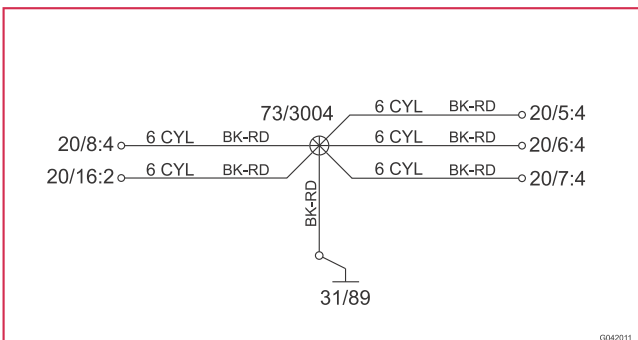 73/3004
6 CYL BK-RD 20/5:4
20/8:4 6 CYL BK-RD
6 CYL BK-RD 20/6:4
20/16:2 6 CYL BK-RD
6 CYL BK-RD 20/7:4
BK-RD
31/89
G042011